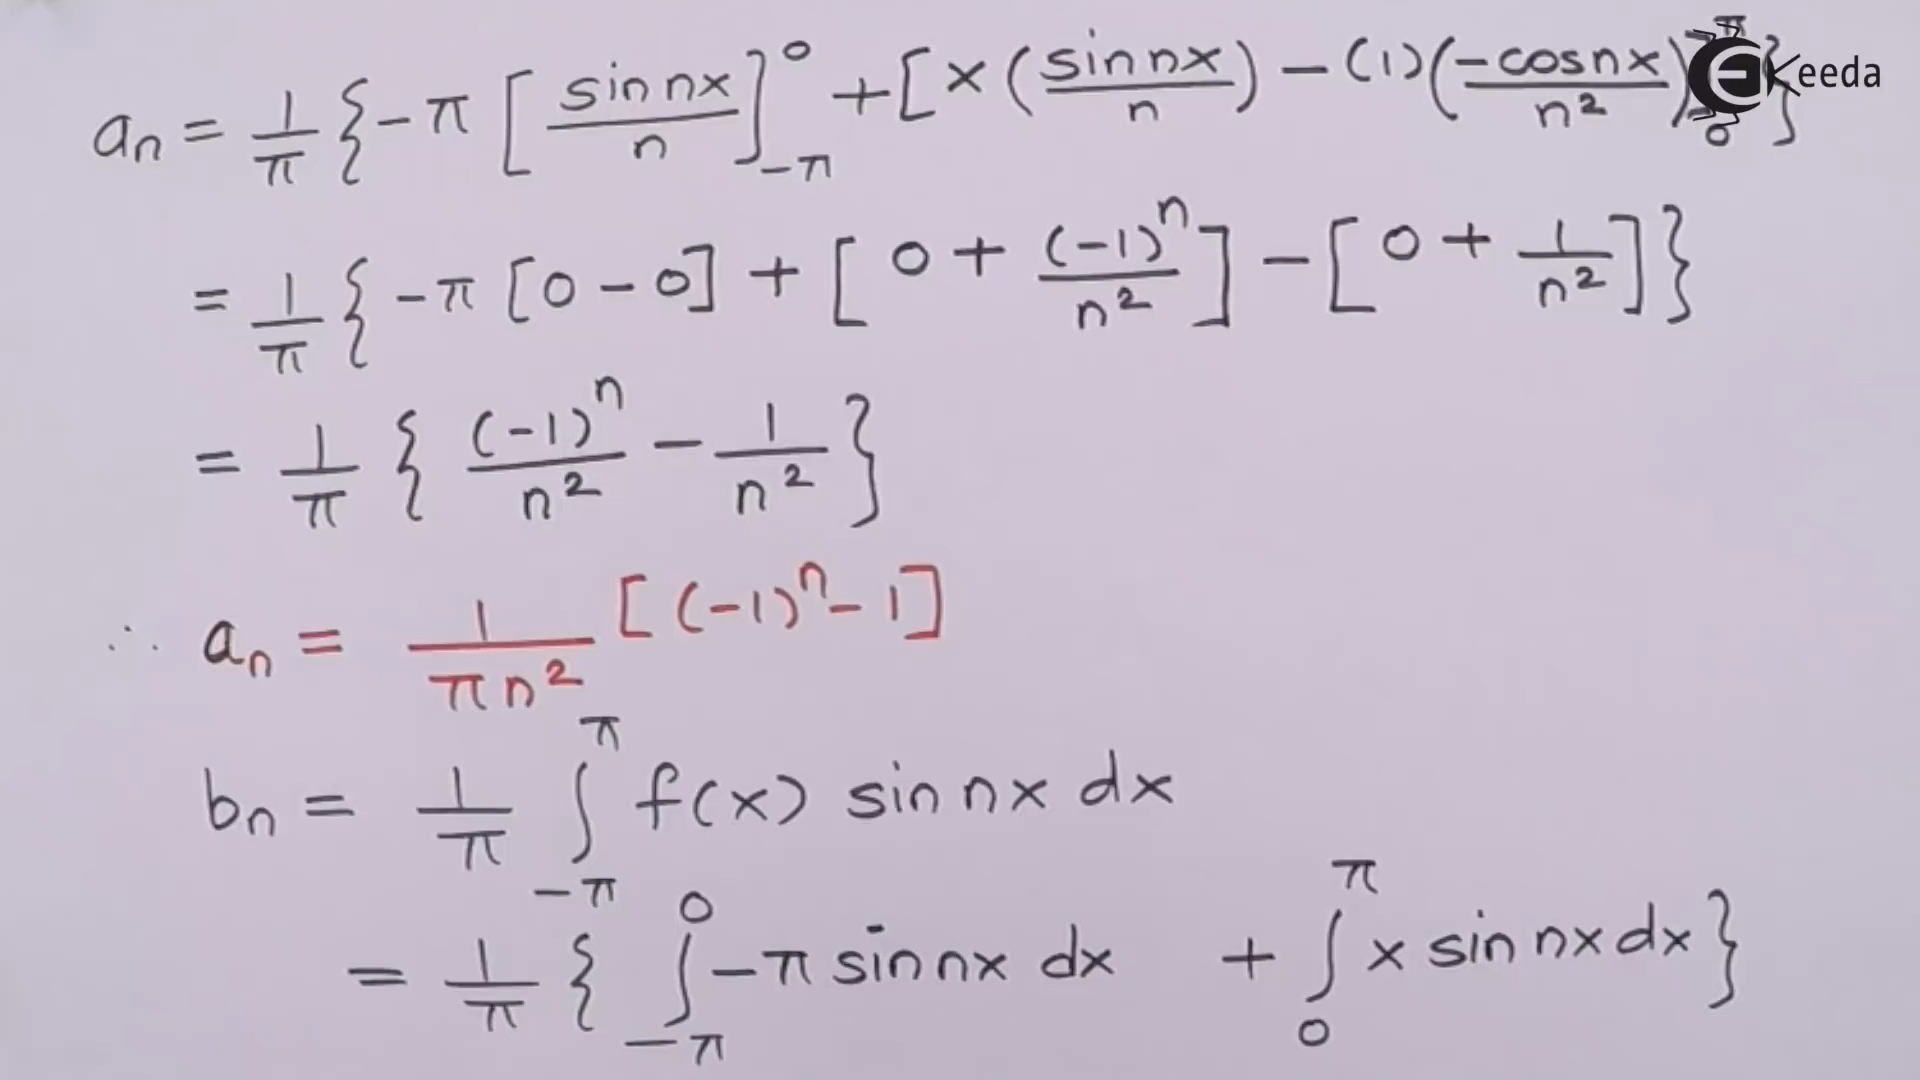 aₙ = 1/π {-π [sin nx / n]₋π⁰ + [x (sin nx / n) - (1)(-cos nx / n²)]₀^π}
Ekeeda
= 1/π {-π [0 - 0] + [0 + (-1)ⁿ/n²] - [0 + 1/n²]}
= 1/π {(-1)ⁿ/n² - 1/n²}
∴ aₙ = 1/πn² [(-1)ⁿ - 1]
bₙ = 1/π ∫₋π^π f(x) sin nx dx
= 1/π {∫₋π⁰ -π sin nx dx + ∫₀^π x sin nx dx}